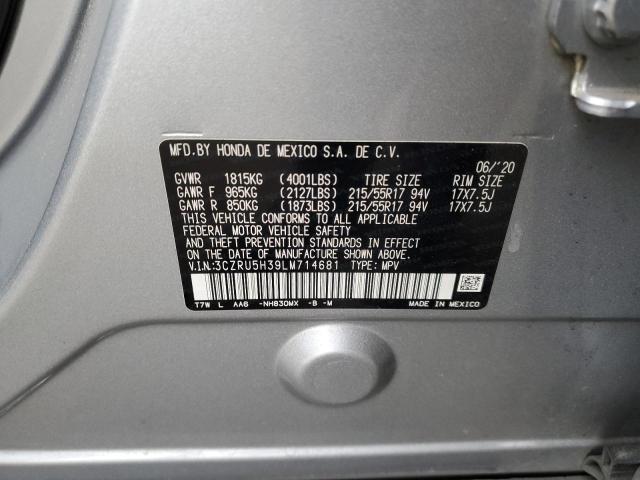 MFD.BY HONDA DE MEXICO S.A. DE C.V.
06/'20
GVWR 1815KG (4001LBS) TIRE SIZE RIM SIZE
GAWR F 965KG (2127LBS) 215/55R17 94V 17X7.5J
GAWR R 850KG (1873LBS) 215/55R17 94V 17X7.5J
THIS VEHICLE CONFORMS TO ALL APPLICABLE
FEDERAL MOTOR VEHICLE SAFETY
AND THEFT PREVENTION STANDARDS IN EFFECT
ON THE DATE OF MANUFACTURE SHOWN ABOVE.
V.I.N.:3CZRU5H39LM714681 TYPE: MPV
T7W L AA6 -NH830MX -B -M MADE IN MEXICO